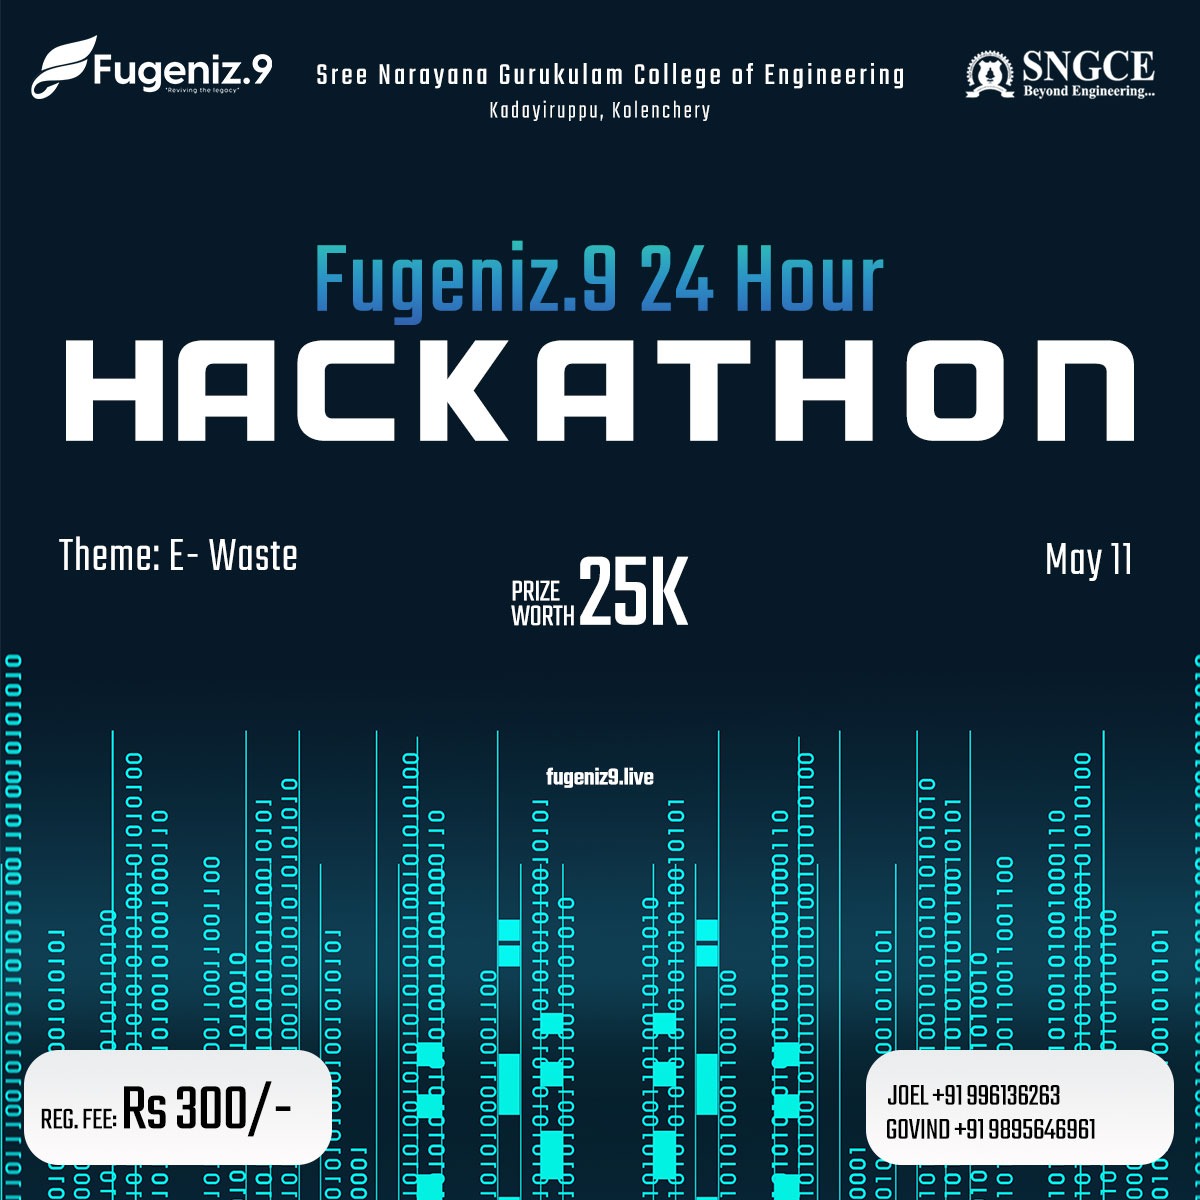 Fugeniz.9
"Reviving the legacy"
Sree Narayana Gurukulam College of Engineering
Kadayiruppu, Kolenchery
SNGCE
Beyond Engineering...
Fugeniz.9 24 Hour
HACKATHON
Theme: E- Waste
PRIZE
WORTH 25K
May 11
fugeniz9.live
REG. FEE: Rs 300/-
JOEL +91 996136263
GOVIND +91 9895646961